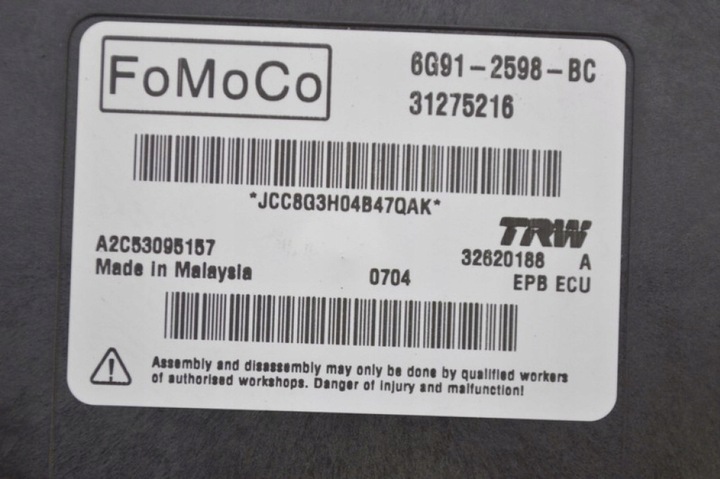 FoMoCo
6G91-2598-BC
31275216
*JCC8G3H04B47QAK*
TRW
A2C53095157
32620188 A
Made in Malaysia
0704
EPB ECU
Assembly and disassembly may only be done by qualified workers
of authorised workshops. Danger of injury and malfunction!